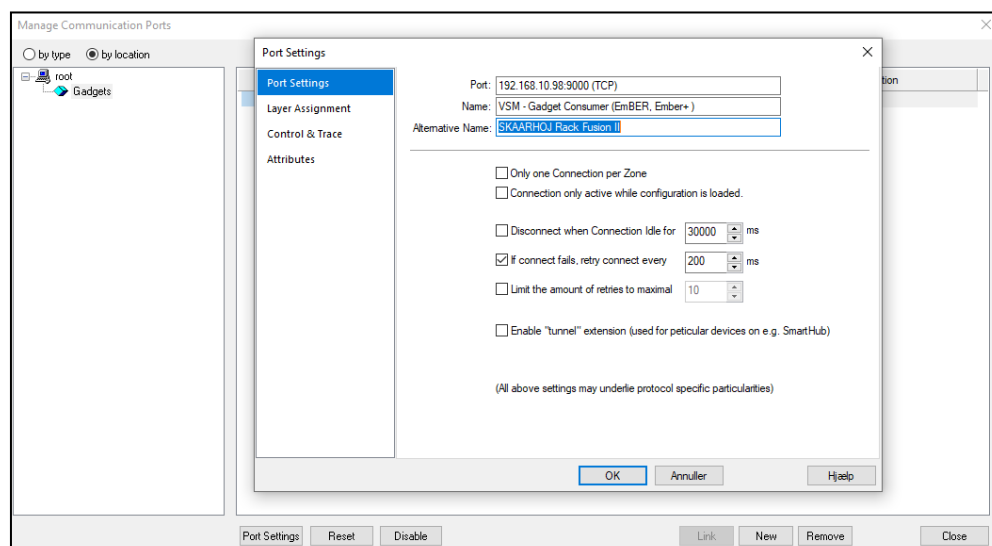 Manage Communication Ports
by type
by location
root
Gadgets
tion
Port Settings
Port Settings
Layer Assignment
Control & Trace
Attributes
Port: 192.168.10.98:9000 (TCP)
Name: VSM - Gadget Consumer (EmBER, Ember+ )
Alternative Name: SKAARHOJ Rack Fusion II
Only one Connection per Zone
Connection only active while configuration is loaded.
Disconnect when Connection Idle for 30000 ms
If connect fails, retry connect every 200 ms
Limit the amount of retries to maximal 10
Enable "tunnel" extension (used for peticular devices on e.g. SmartHub)
(All above settings may underlie protocol specific particularities)
OK Annuller Hjælp
Port Settings Reset Disable Link New Remove Close